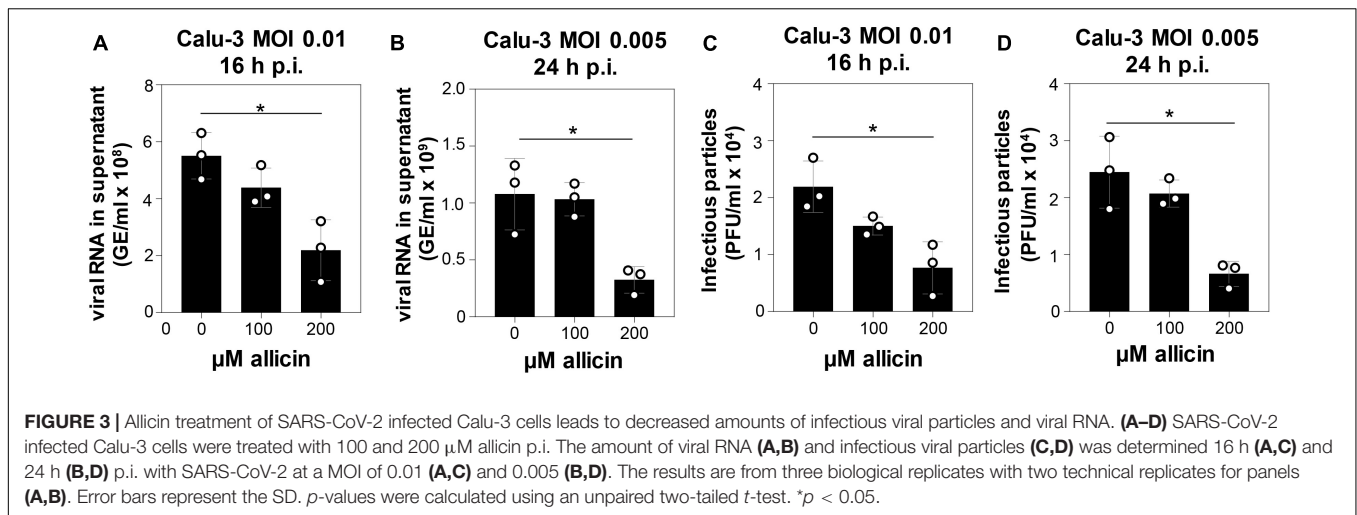 A
Calu-3 MOI 0.01
16 h p.i.
viral RNA in supernatant
(GE/ml x 10⁸)
8
6
4
2
0
*
0
0
100
200
µM allicin
B
Calu-3 MOI 0.005
24 h p.i.
viral RNA in supernatant
(GE/ml x 10⁹)
2.0
1.5
1.0
0.5
0
*
0
100
200
µM allicin
C
Calu-3 MOI 0.01
16 h p.i.
Infectious particles
(PFU/ml x 10⁴)
4
3
2
1
0
*
0
100
200
µM allicin
D
Calu-3 MOI 0.005
24 h p.i.
Infectious particles
(PFU/ml x 10⁴)
4
3
2
1
0
*
0
100
200
µM allicin
FIGURE 3 | Allicin treatment of SARS-CoV-2 infected Calu-3 cells leads to decreased amounts of infectious viral particles and viral RNA. (A–D) SARS-CoV-2
infected Calu-3 cells were treated with 100 and 200 μM allicin p.i. The amount of viral RNA (A,B) and infectious viral particles (C,D) was determined 16 h (A,C) and
24 h (B,D) p.i. with SARS-CoV-2 at a MOI of 0.01 (A,C) and 0.005 (B,D). The results are from three biological replicates with two technical replicates for panels
(A,B). Error bars represent the SD. p-values were calculated using an unpaired two-tailed t-test. *p < 0.05.